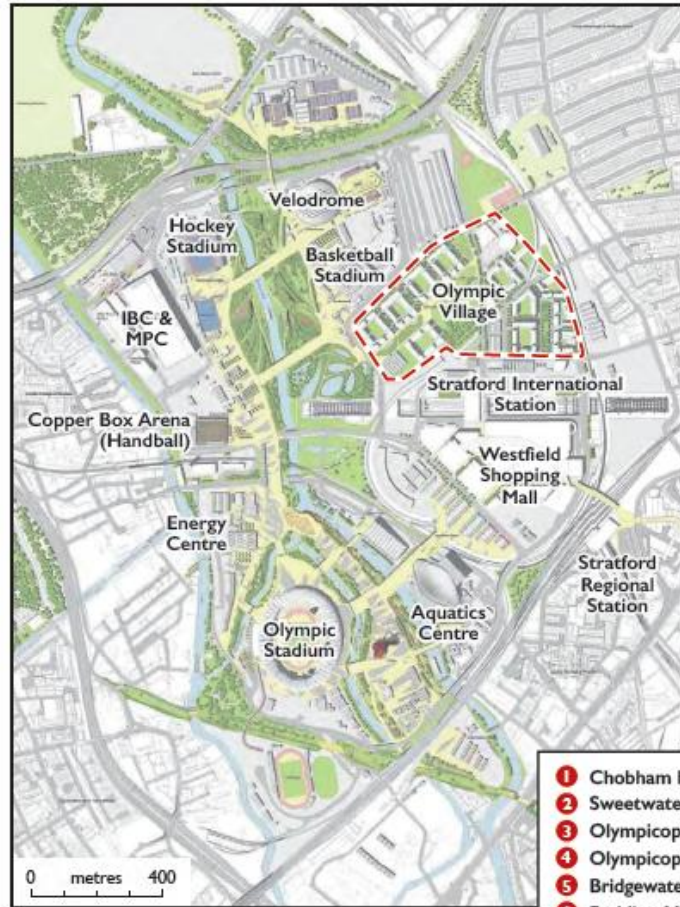 Velodrome
Hockey
Stadium
Basketball
Stadium
Olympic
Village
IBC &
MPC
Stratford International
Station
Copper Box Arena
(Handball)
Westfield
Shopping
Mall
Energy
Centre
Stratford
Regional
Station
Olympic
Stadium
Aquatics
Centre
1 Chobham
2 Sweetwate
3 Olympicop
4 Olympicop
5 Bridgewate
0 metres 400